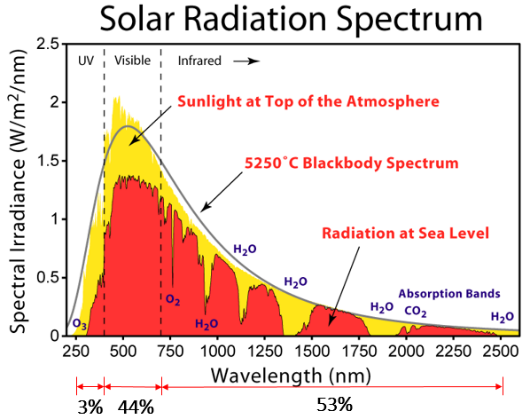 Solar Radiation Spectrum
Spectral Irradiance (W/m²/nm)
2.5
2
1.5
1
0.5
0
UV
Visible
Infrared
Sunlight at Top of the Atmosphere
5250°C Blackbody Spectrum
Radiation at Sea Level
H₂O
H₂O
Absorption Bands
O₃
O₂
H₂O
H₂O
CO₂
H₂O
250 500 750 1000 1250 1500 1750 2000 2250 2500
Wavelength (nm)
3% 44% 53%